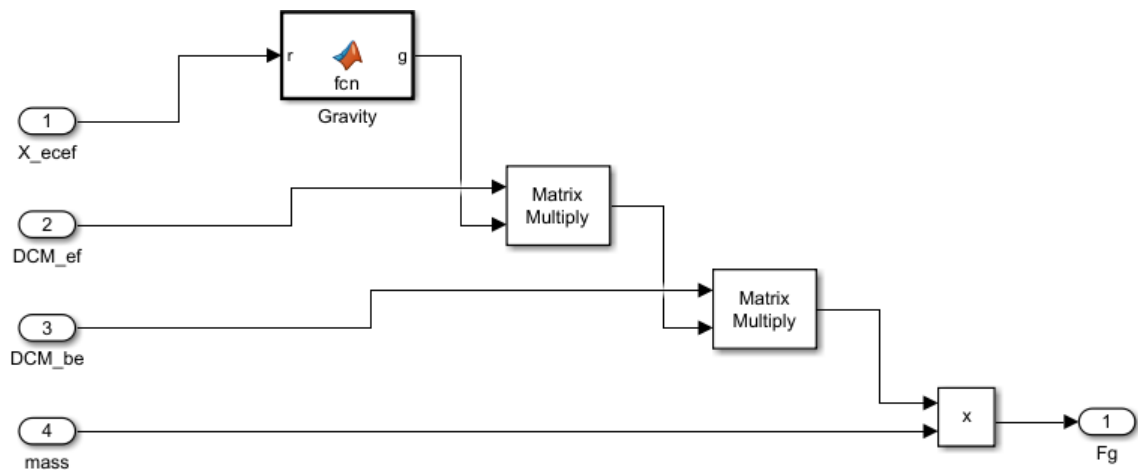 r
g
fcn
Gravity
1
X_ecef
Matrix
Multiply
2
DCM_ef
Matrix
Multiply
3
DCM_be
x
1
Fg
4
mass